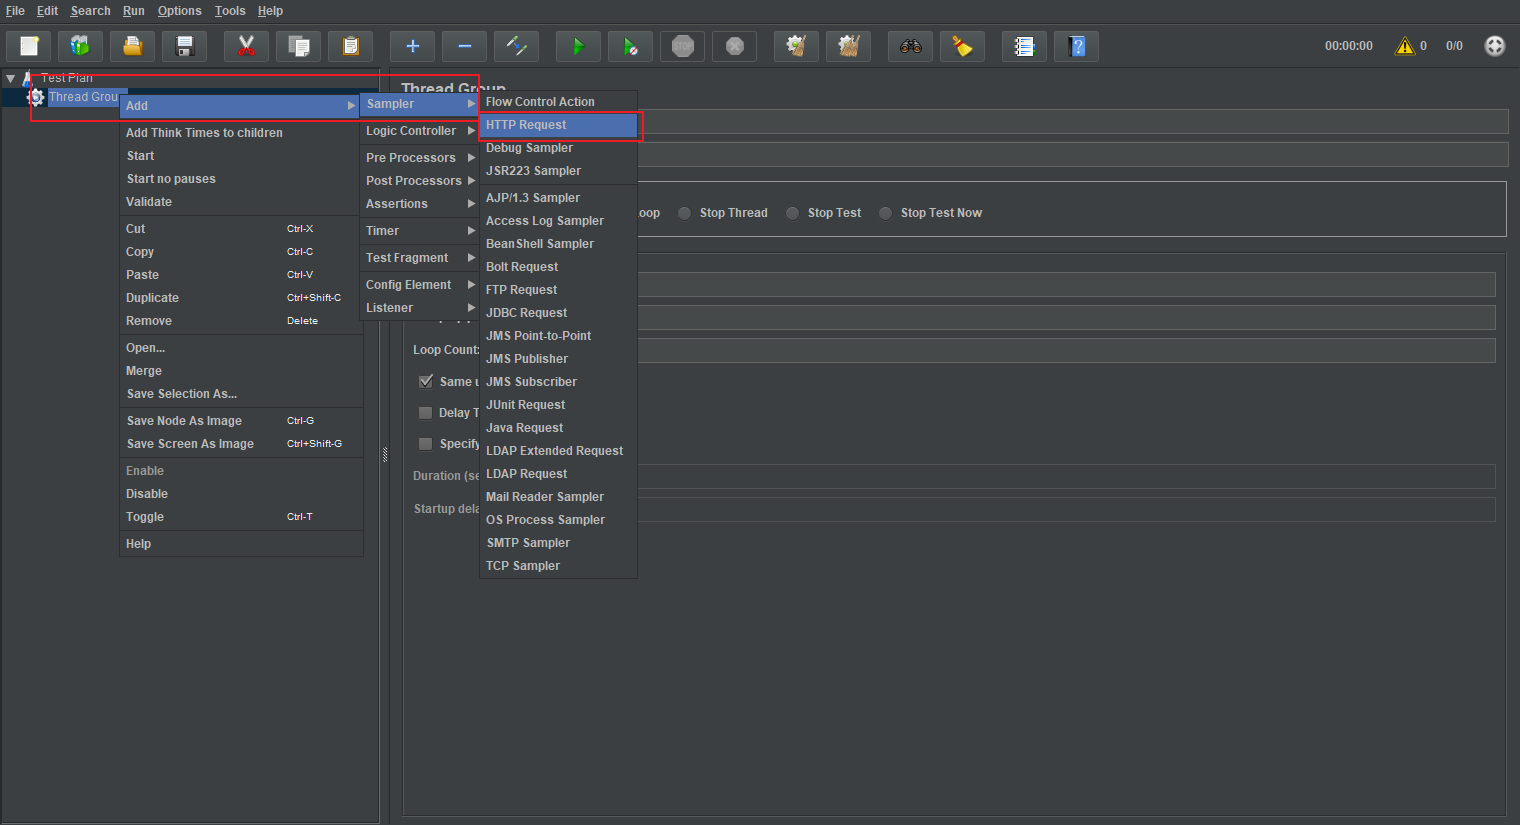 File Edit Search Run Options Tools Help
STOP
00:00:00 0 0/0
Test Plan
Thread Grou
Add
Add Think Times to children
Start
Start no pauses
Validate
Cut Ctrl-X
Copy Ctrl-C
Paste Ctrl-V
Duplicate Ctrl+Shift-C
Remove Delete
Open...
Merge
Save Selection As...
Save Node As Image Ctrl-G
Save Screen As Image Ctrl+Shift-G
Enable
Disable
Toggle Ctrl-T
Help
Sampler
Logic Controller
Pre Processors
Post Processors
Assertions
Timer
Test Fragment
Config Element
Listener
Flow Control Action
HTTP Request
Debug Sampler
JSR223 Sampler
AJP/1.3 Sampler
Access Log Sampler
BeanShell Sampler
Bolt Request
FTP Request
JDBC Request
JMS Point-to-Point
JMS Publisher
JMS Subscriber
JUnit Request
Java Request
LDAP Extended Request
LDAP Request
Mail Reader Sampler
OS Process Sampler
SMTP Sampler
TCP Sampler
Thread Group
oop Stop Thread Stop Test Stop Test Now
Loop Count:
Same u
Delay T
Specify
Duration (se
Startup dela